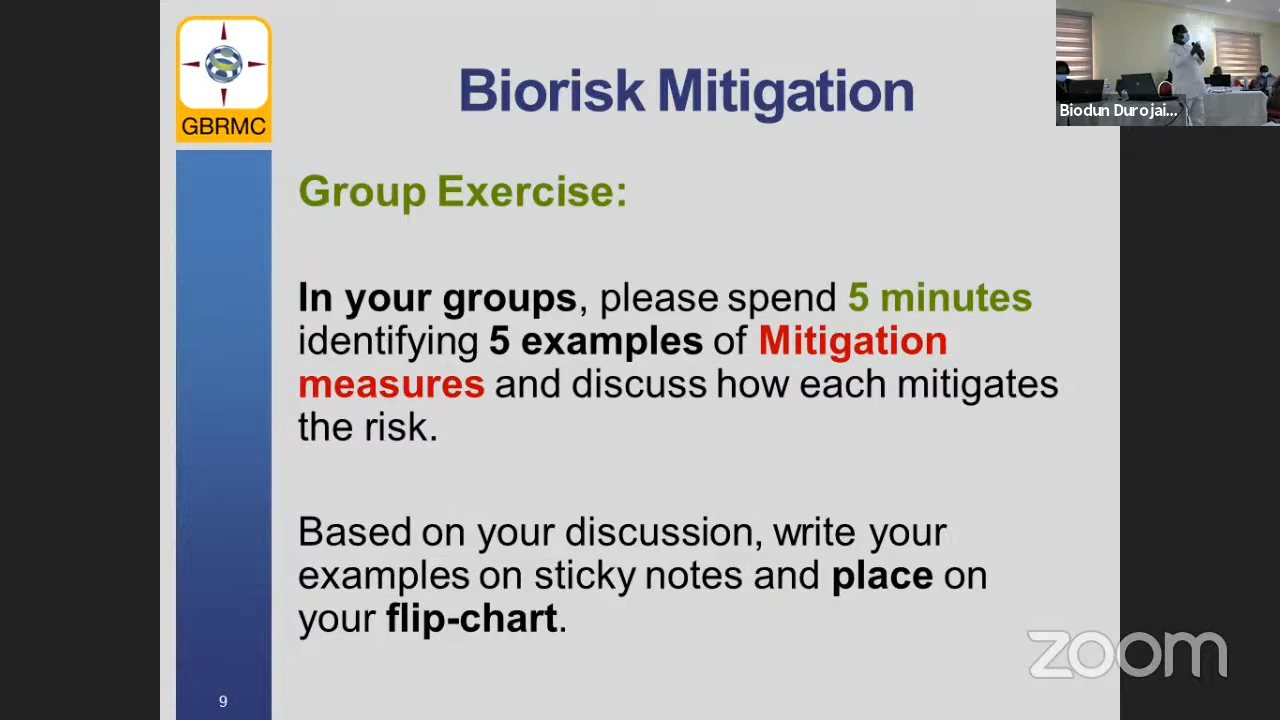 Biorisk Mitigation
GBRMC
Biodun Durojai...
Group Exercise:
In your groups, please spend 5 minutes
identifying 5 examples of Mitigation
measures and discuss how each mitigates
the risk.
Based on your discussion, write your
examples on sticky notes and place on
your flip-chart.
zoom
9